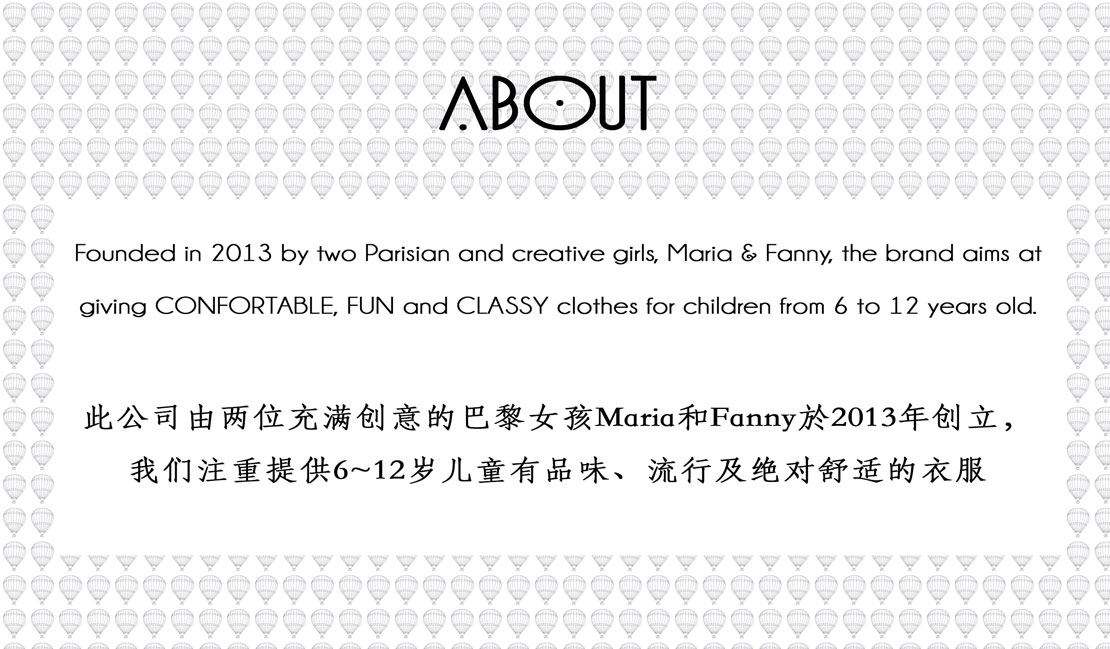 ABOUT
Founded in 2013 by two Parisian and creative girls, Maria & Fanny, the brand aims at
giving CONFORTABLE, FUN and CLASSY clothes for children from 6 to 12 years old.
此公司由两位充满创意的巴黎女孩Maria和Fanny於2013年创立，
我们注重提供6~12岁儿童有品味、流行及绝对舒适的衣服